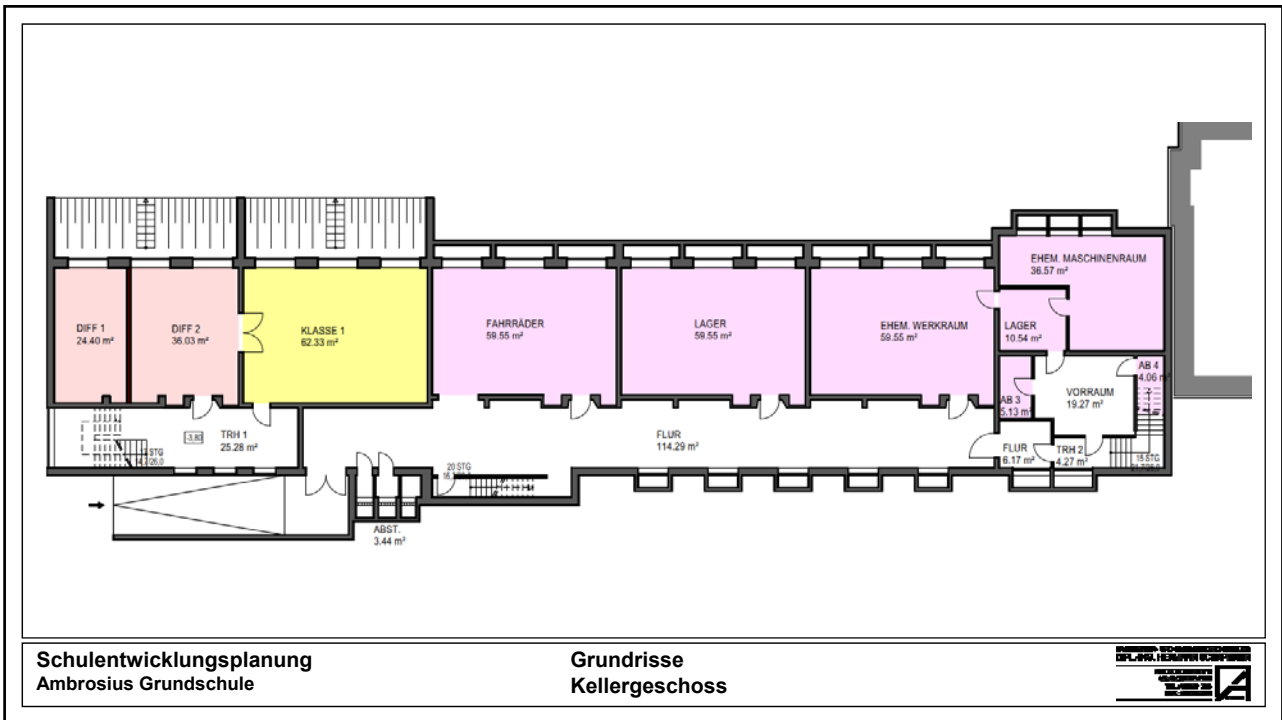 EHEM. MASCHINENRAUM
36.57 m²
DIFF 1
24.40 m²
DIFF 2
36.03 m²
KLASSE 1
62.33 m²
FAHRRÄDER
59.55 m²
LAGER
59.55 m²
EHEM. WERKRAUM
59.55 m²
LAGER
10.54 m²
AB 4
4.06 m²
AB 3
5.13 m²
VORRAUM
19.27 m²
-3,80
TRH 1
25.28 m²
STG
FLUR
114.29 m²
FLUR
6.17 m²
TRH 2
4.27 m²
15 STG
20 STG
ABST.
3.44 m²
Schulentwicklungsplanung
Ambrosius Grundschule
Grundrisse
Kellergeschoss